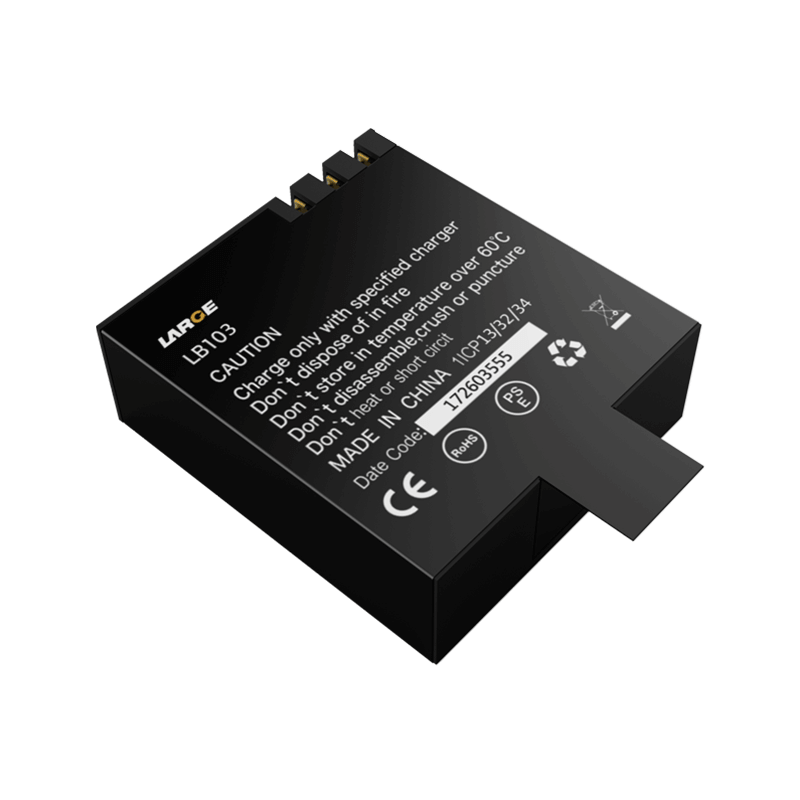 LARGE
LB103
CAUTION
Charge only with specified charger
Don`t dispose of in fire
Don`t store in temperature over 60℃
Don`t disassemble,crush or puncture
Don`t heat or short circit
MADE IN CHINA 1ICP13/32/34
Date Code: 172603555
CE RoHS PS E